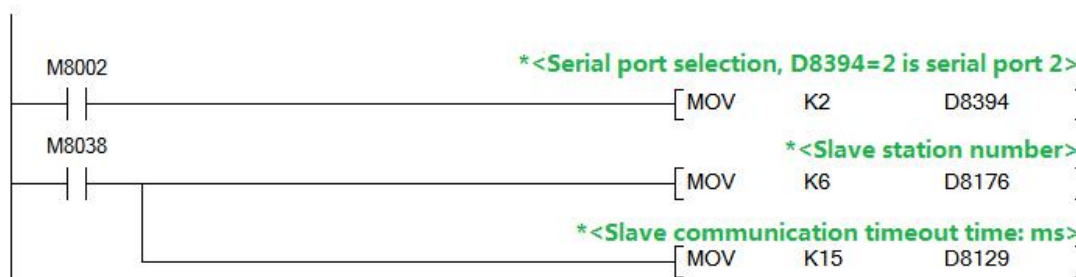 *<Serial port selection, D8394=2 is serial port 2>
M8002
MOV K2 D8394
*<Slave station number>
M8038
MOV K6 D8176
*<Slave communication timeout time: ms>
MOV K15 D8129